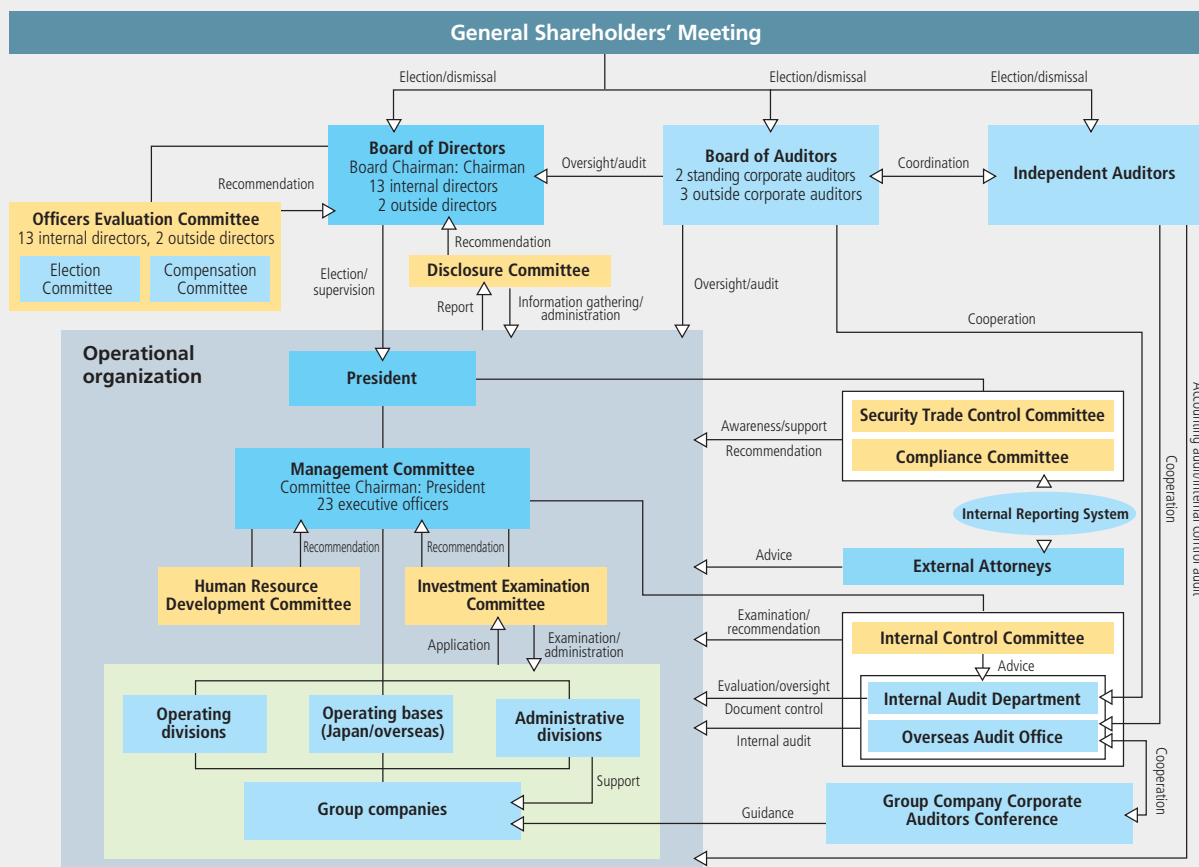 General Shareholders' Meeting
Election/dismissal
Election/dismissal
Election/dismissal
Board of Directors
Board Chairman: Chairman
13 internal directors
2 outside directors
Oversight/audit
Board of Auditors
2 standing corporate auditors
3 outside corporate auditors
Coordination
Independent Auditors
Recommendation
Officers Evaluation Committee
13 internal directors, 2 outside directors
Election
Committee
Compensation
Committee
Election/
supervision
Recommendation
Disclosure Committee
Report
Information gathering/
administration
Oversight/audit
Cooperation
Operational
organization
President
Security Trade Control Committee
Compliance Committee
Awareness/support
Recommendation
Internal Reporting System
External Attorneys
Advice
Management Committee
Committee Chairman: President
23 executive officers
Recommendation
Recommendation
Human Resource
Development Committee
Investment Examination
Committee
Application
Examination/
administration
Examination/
recommendation
Internal Control Committee
Advice
Evaluation/oversight
Document control
Internal Audit Department
Internal audit
Overseas Audit Office
Operating
divisions
Operating bases
(Japan/overseas)
Administrative
divisions
Support
Group companies
Guidance
Group Company Corporate
Auditors Conference
Cooperation
Cooperation
Accounting audit/internal control audit